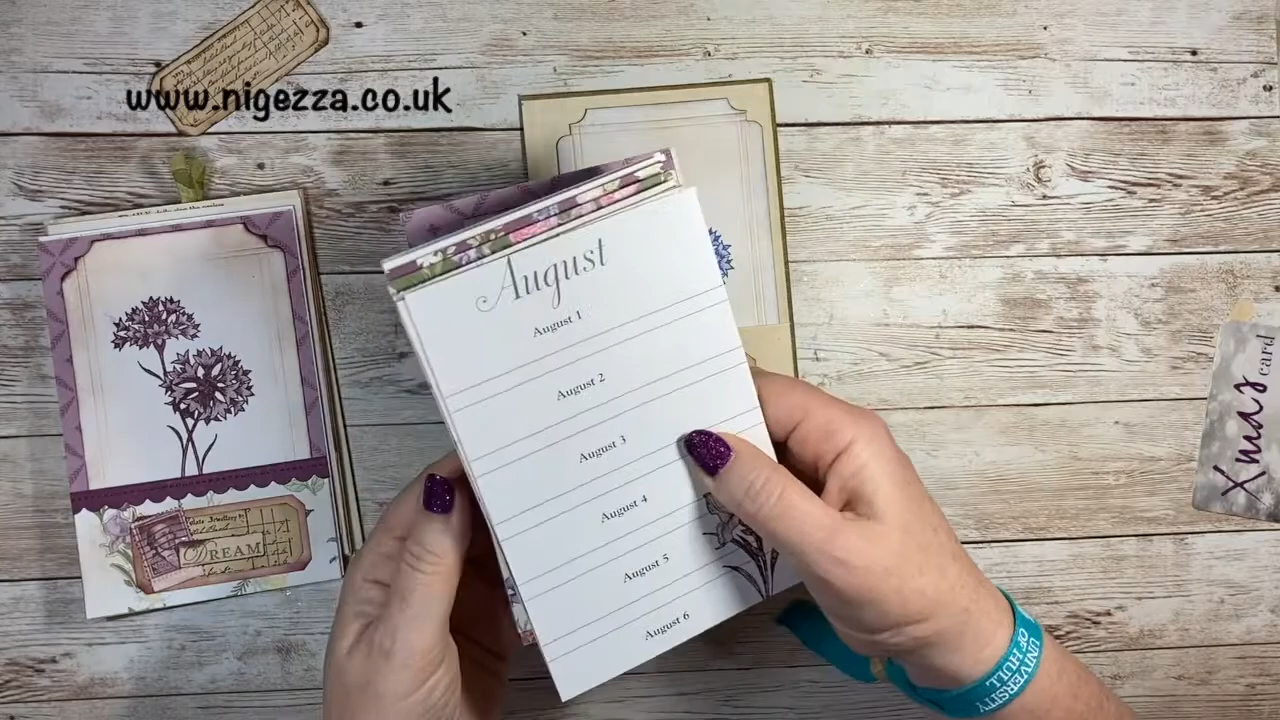 www.nigezza.co.uk
August
August 1
August 2
August 3
August 4
August 5
August 6
DREAM
Xmas
card
UNIVERSITY
OF HULL